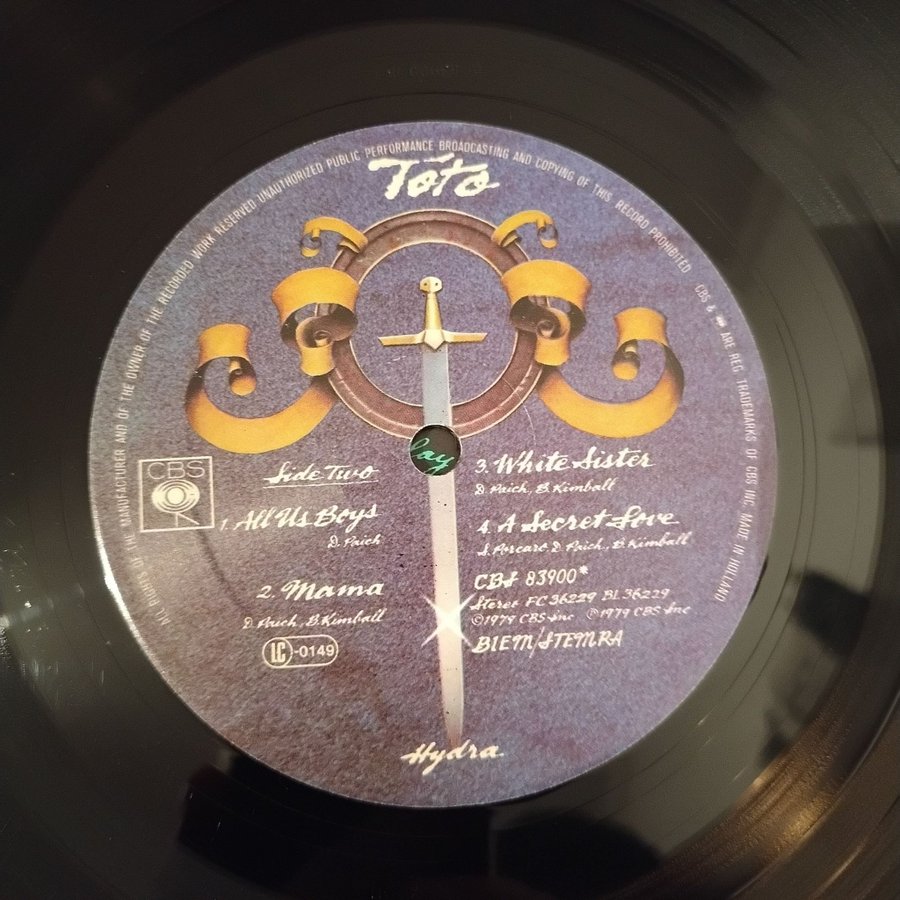 ALL RIGHTS OF THE MANUFACTURER AND OF THE OWNER OF THE RECORDED WORK RESERVED UNAUTHORIZED PUBLIC PERFORMANCE BROADCASTING AND COPYING OF THIS RECORD PROHIBITED
CBS & ARE REG. TRADEMARKS OF CBS INC. MADE IN HOLLAND
Toto
CBS
Side Two
1. All Us Boys
D. Paich
2. Mama
D. Paich, B. Kimball
LC-0149
3. White Sister
D. Paich, B. Kimball
4. A Secret Love
S. Porcaro, D. Paich, B. Kimball
CBS 83900*
Stereo FC 36229 BL 36229
©1979 CBS Inc ℗1979 CBS Inc
BIEM/STEMRA
Hydra
lay